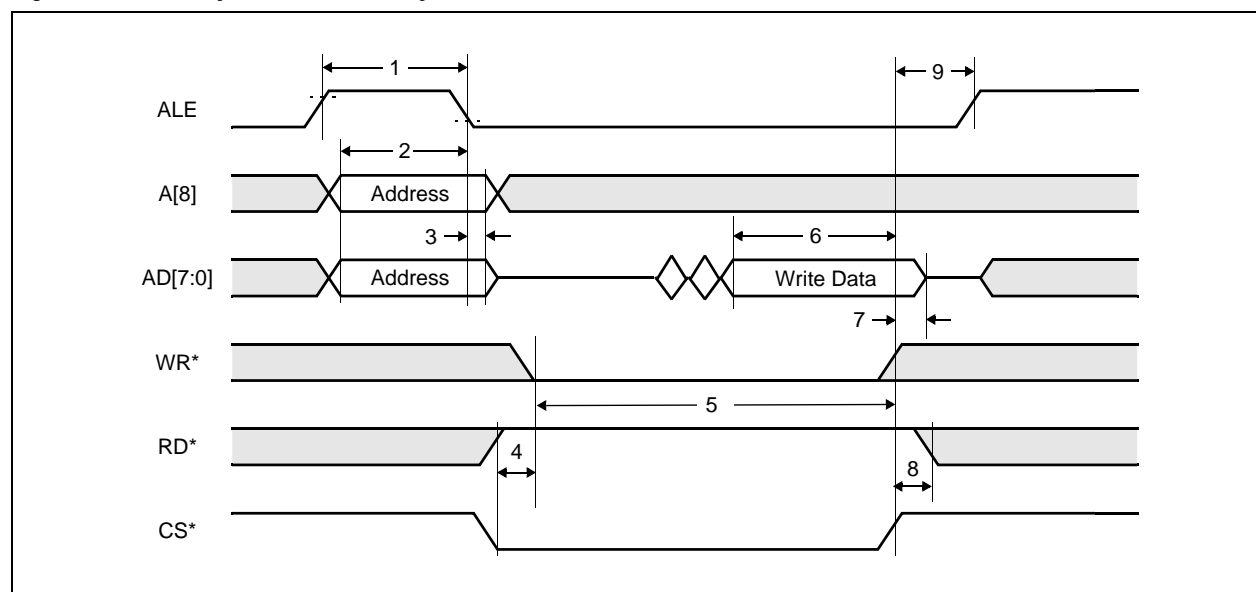 1
9
ALE
2
A[8]
Address
3
6
AD[7:0]
Address
Write Data
7
WR*
5
RD*
4
8
CS*